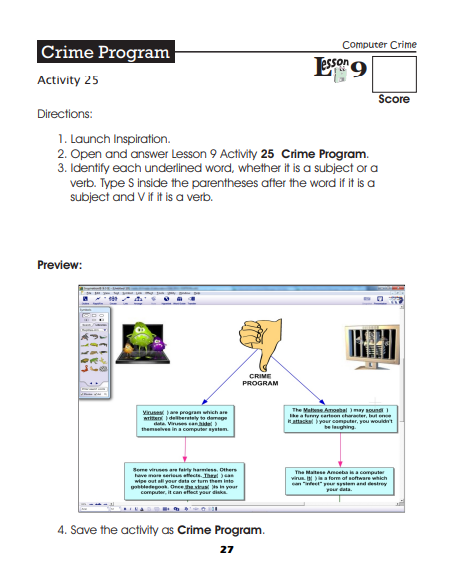 Computer Crime
Crime Program
Lesson 9
Activity 25
Score
Directions:
1. Launch Inspiration.
2. Open and answer Lesson 9 Activity 25 Crime Program.
3. Identify each underlined word, whether it is a subject or a
verb. Type S inside the parentheses after the word if it is a
subject and V if it is a verb.
Preview:
CRIME
PROGRAM
Viruses( ) are program which are
written( ) deliberately to damage
data. Viruses can hide( )
themselves in a computer system.
The Maltese Amoeba( ) may sound( )
like a funny cartoon character, but once
it attacks( ) your computer, you wouldn't
be laughing.
Some viruses are fairly harmless. Others
have more serious effects. They( ) can
wipe out all your data or turn them into
gobbledegook. Once the virus( )is in your
computer, it can effect your disks.
The Maltese Amoeba is a computer
virus. It( ) is a form of software which
can "infect" your system and destroy
your data.
4. Save the activity as Crime Program.
27